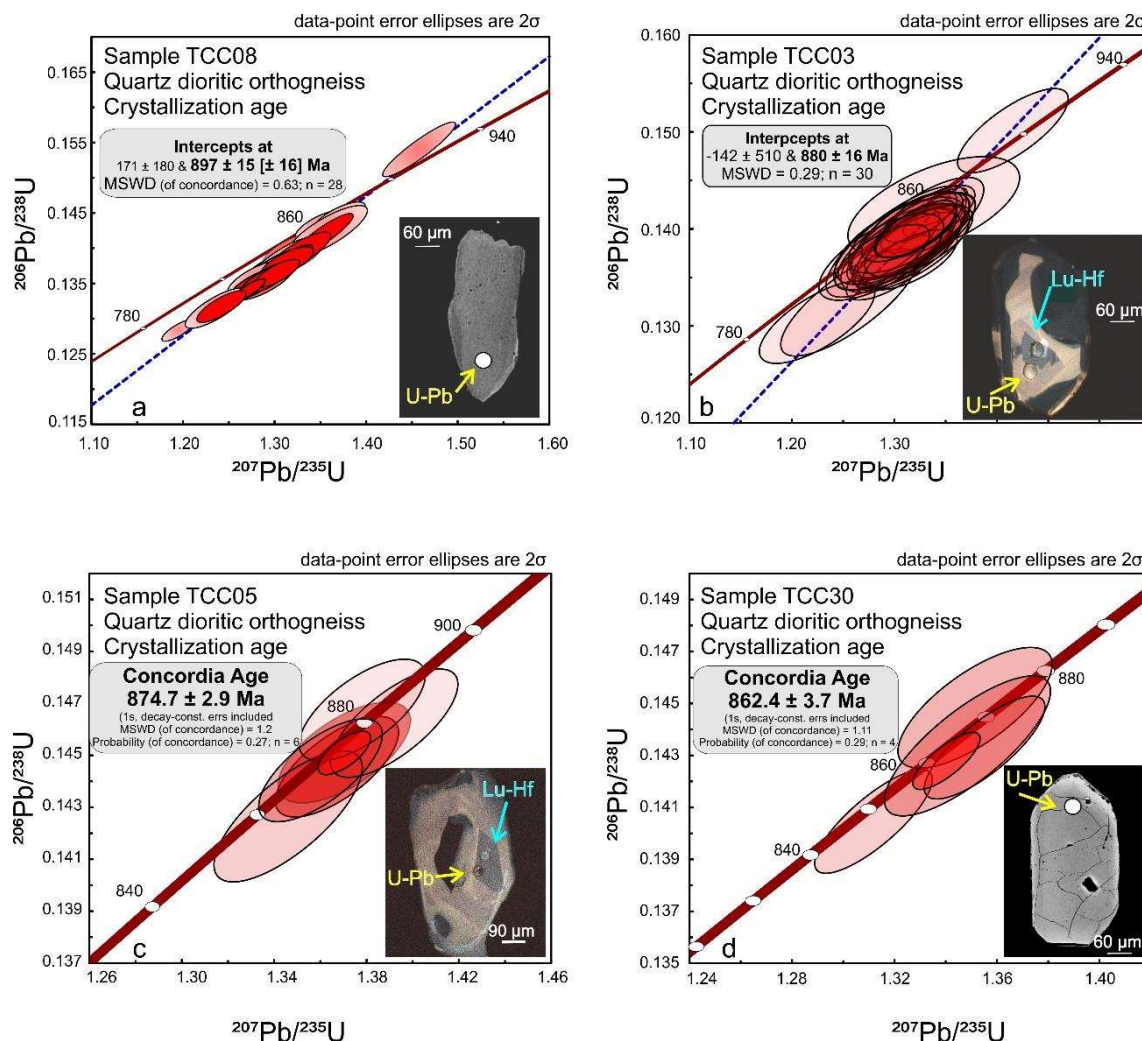 data-point error ellipses are 2σ
Sample TCC08
Quartz dioritic orthogneiss
Crystallization age
Intercepts at
171 ± 180 & 897 ± 15 [± 16] Ma
MSWD (of concordance) = 0.63; n = 28
940
860
780
60 µm
U-Pb
a
0.165
0.155
0.145
0.135
0.125
0.115
1.10
1.20
1.30
1.40
1.50
1.60
206Pb/238U
207Pb/235U
data-point error ellipses are 2σ
Sample TCC03
Quartz dioritic orthogneiss
Crystallization age
Interpcepts at
-142 ± 510 & 880 ± 16 Ma
MSWD = 0.29; n = 30
940
860
780
Lu-Hf
60 µm
U-Pb
b
0.160
0.150
0.140
0.130
0.120
1.10
1.20
1.30
206Pb/238U
207Pb/235U
data-point error ellipses are 2σ
Sample TCC05
Quartz dioritic orthogneiss
Crystallization age
Concordia Age
874.7 ± 2.9 Ma
(1s, decay-const. errs included
MSWD (of concordance) = 1.2
Probability (of concordance) = 0.27; n = 6
900
880
840
Lu-Hf
U-Pb
90 µm
c
0.151
0.149
0.147
0.145
0.143
0.141
0.139
0.137
1.26
1.30
1.34
1.38
1.42
1.46
206Pb/238U
207Pb/235U
data-point error ellipses are 2σ
Sample TCC30
Quartz dioritic orthogneiss
Crystallization age
Concordia Age
862.4 ± 3.7 Ma
(1s, decay-const. errs included
MSWD (of concordance) = 1.11
Probability (of concordance) = 0.29; n = 4
880
860
840
U-Pb
60 µm
d
0.149
0.147
0.145
0.143
0.141
0.139
0.137
0.135
1.24
1.28
1.32
1.36
1.40
206Pb/238U
207Pb/235U